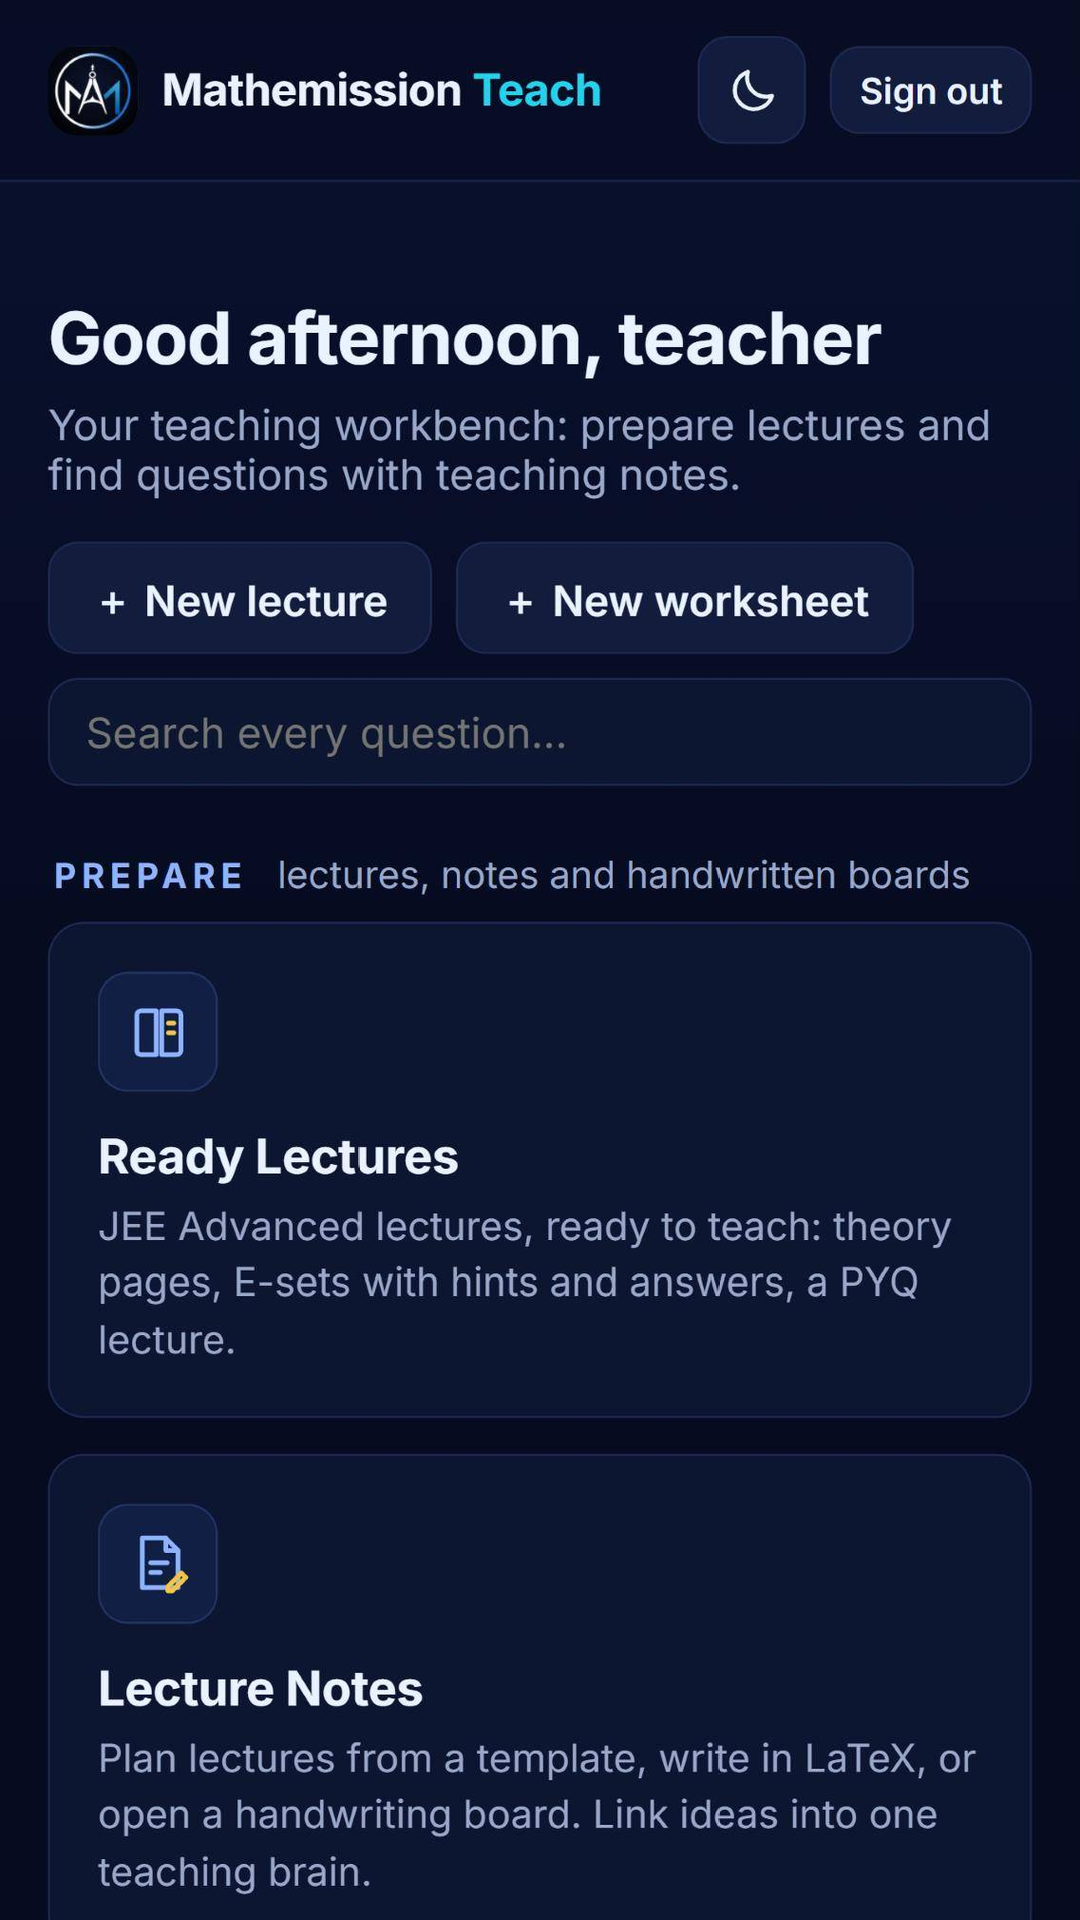 Mathemission Teach
Sign out
Good afternoon, teacher
Your teaching workbench: prepare lectures and
find questions with teaching notes.
+ New lecture
+ New worksheet
Search every question...
PREPARE lectures, notes and handwritten boards
Ready Lectures
JEE Advanced lectures, ready to teach: theory
pages, E-sets with hints and answers, a PYQ
lecture.
Lecture Notes
Plan lectures from a template, write in LaTeX, or
open a handwriting board. Link ideas into one
teaching brain.